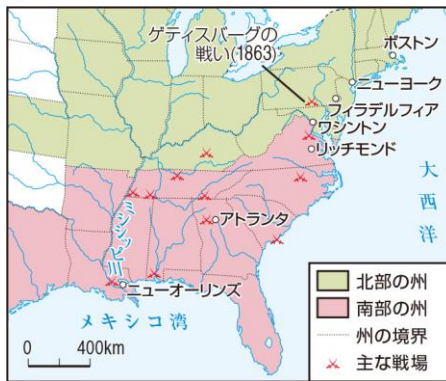 ゲティスバーグの
戦い(1863)
ボストン
ニューヨーク
フィラデルフィア
ワシントン
リッチモンド
大西洋
ミシシッピ川
アトランタ
ニューオーリンズ
メキシコ湾
0 400km
北部の州
南部の州
州の境界
主な戦場